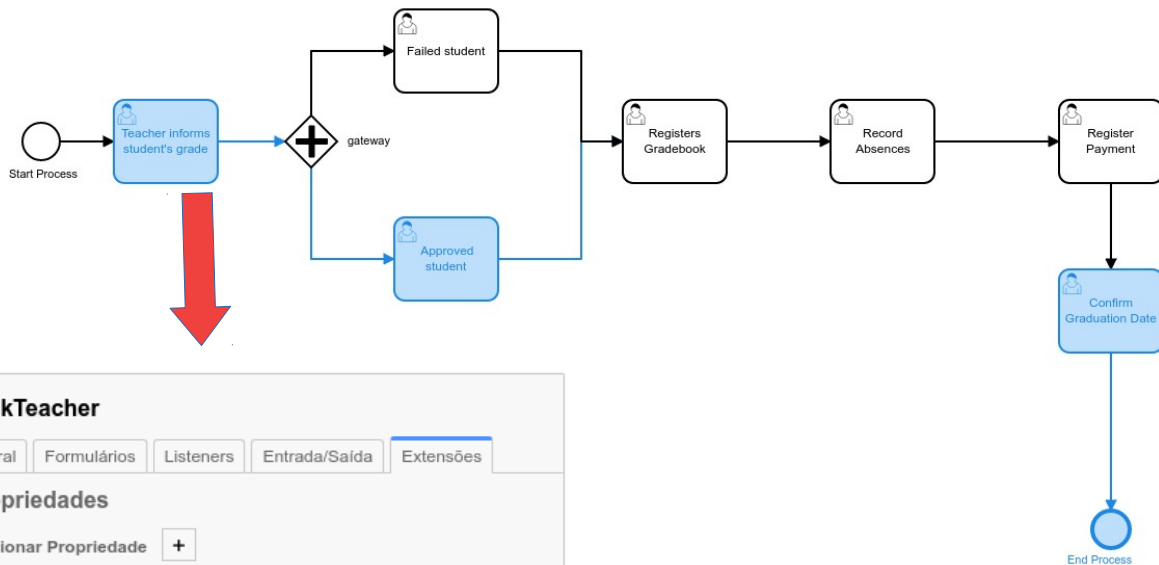 Failed student
Teacher informs
student's grade
gateway
Registers
Gradebook
Record
Absences
Register
Payment
Start Process
Approved
student
Confirm
Graduation Date
kTeacher
ral
Formulários
Listeners
Entrada/Saída
Extensões
priedades
ionar Propriedade +
End Process